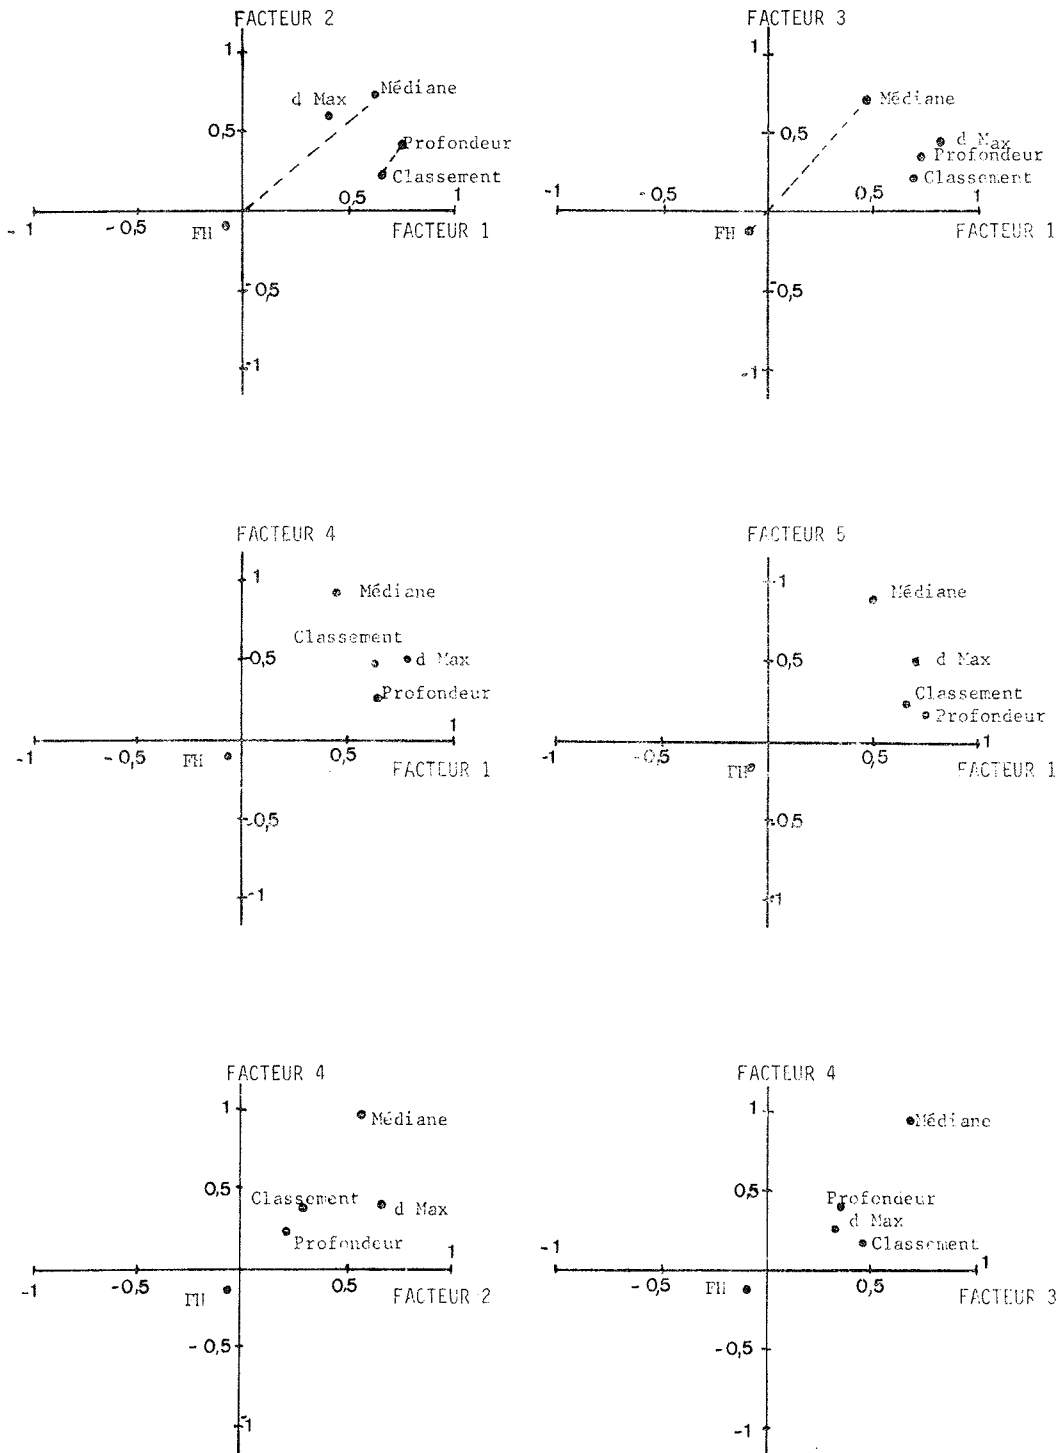 FACTEUR 2
1
Médiane
d Max
0,5
Profondeur
Classement
0,5
1
- 1
- 0,5
FH
FACTEUR 1
-0,5
-1
FACTEUR 3
1
Médiane
0,5
d Max
Profondeur
Classement
-1
- 0,5
0,5
1
FH
FACTEUR 1
-0,5
-1
FACTEUR 4
1
Médiane
Classement
0,5
d Max
Profondeur
1
-1
- 0,5
FH
0,5
FACTEUR 1
-0,5
-1
FACTEUR 5
1
Médiane
0,5
d Max
Classement
Profondeur
-1
-0,5
0,5
1
FH
FACTEUR 1
-0,5
-1
FACTEUR 4
1
Médiane
0,5
Classement
d Max
Profondeur
1
-1
-0,5
FH
0,5
FACTEUR 2
- 0,5
-1
FACTEUR 4
1
Médiane
0,5
Profondeur
d Max
Classement
-1
1
- 0,5
FH
0,5
FACTEUR 3
- 0,5
-1